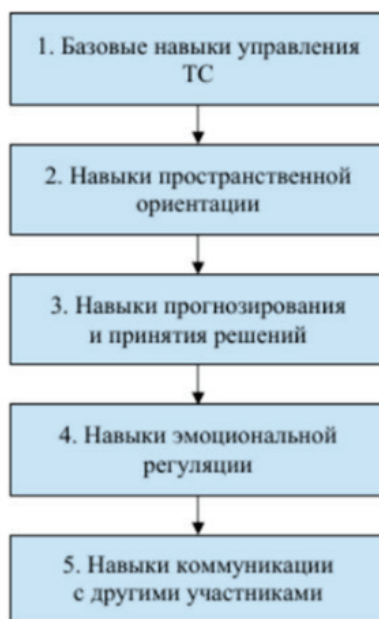 1. Базовые навыки управления
ТС
2. Навыки пространственной
ориентации
3. Навыки прогнозирования
и принятия решений
4. Навыки эмоциональной
регуляции
5. Навыки коммуникации
с другими участниками